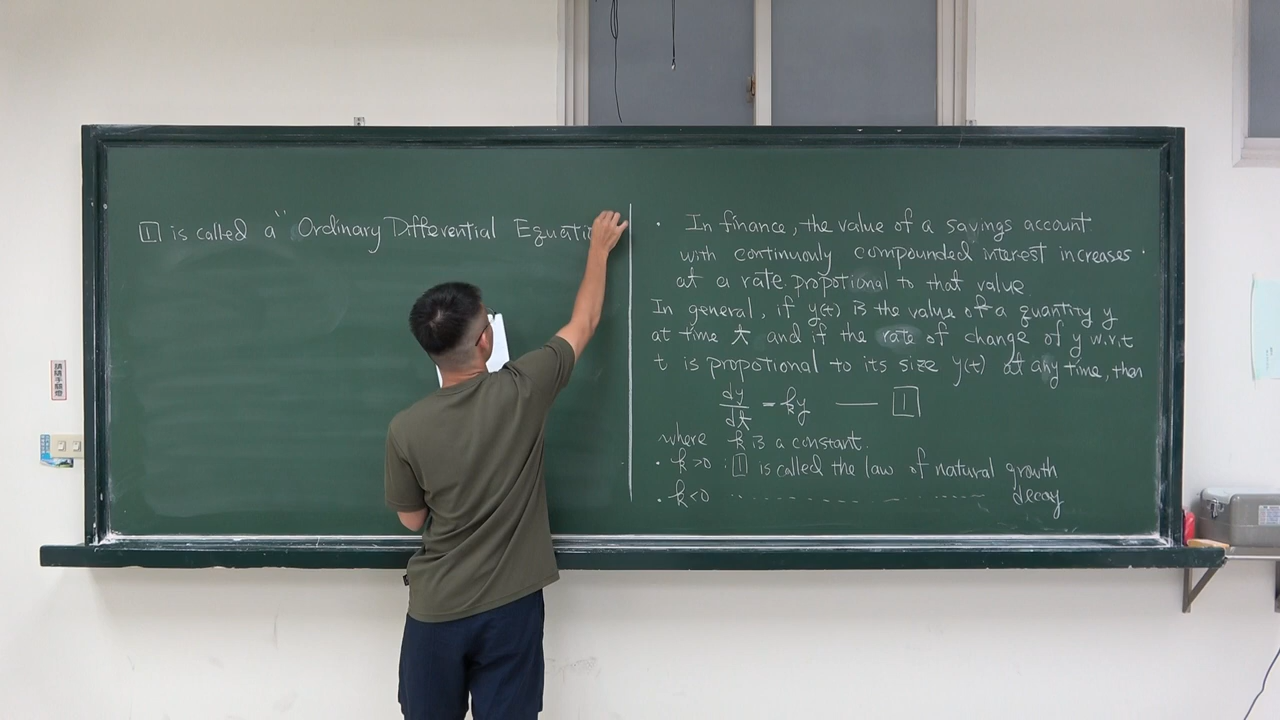 ① is called a "Ordinary Differential Equati
· In finance, the value of a savings account
with continuouly compounded interest increases
at a rate propotional to that value
In general, if y(t) is the value of a quantity y
at time t and if the rate of change of y w.r.t
t is propotional to its size y(t) at any time, then
dy/dt = ky — 1
where k is a constant.
· k>0 : 1 is called the law of natural growth
· k<0 ................ decay